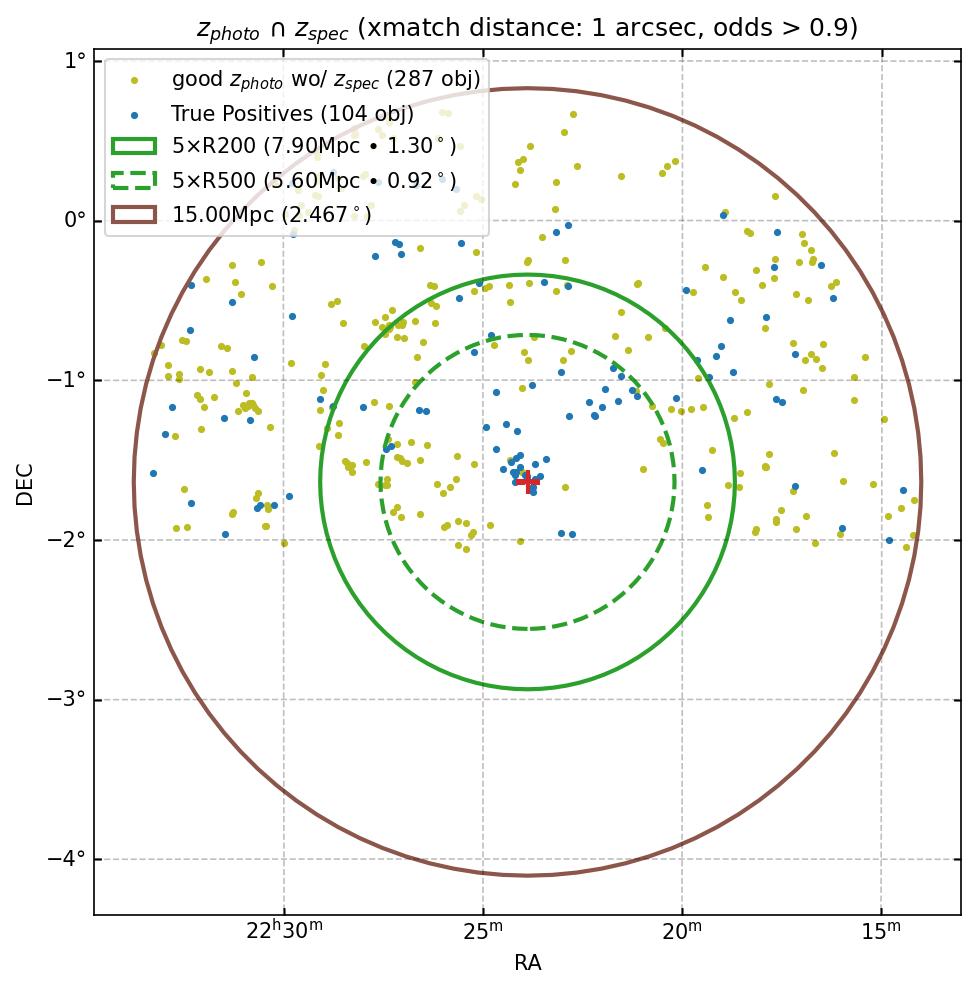 z_photo ∩ z_spec (xmatch distance: 1 arcsec, odds > 0.9)
good z_photo wo/ z_spec (287 obj)
True Positives (104 obj)
5×R200 (7.90Mpc • 1.30°)
5×R500 (5.60Mpc • 0.92°)
15.00Mpc (2.467°)
1°
0°
−1°
−2°
−3°
−4°
DEC
22h30m 25m 20m 15m
RA